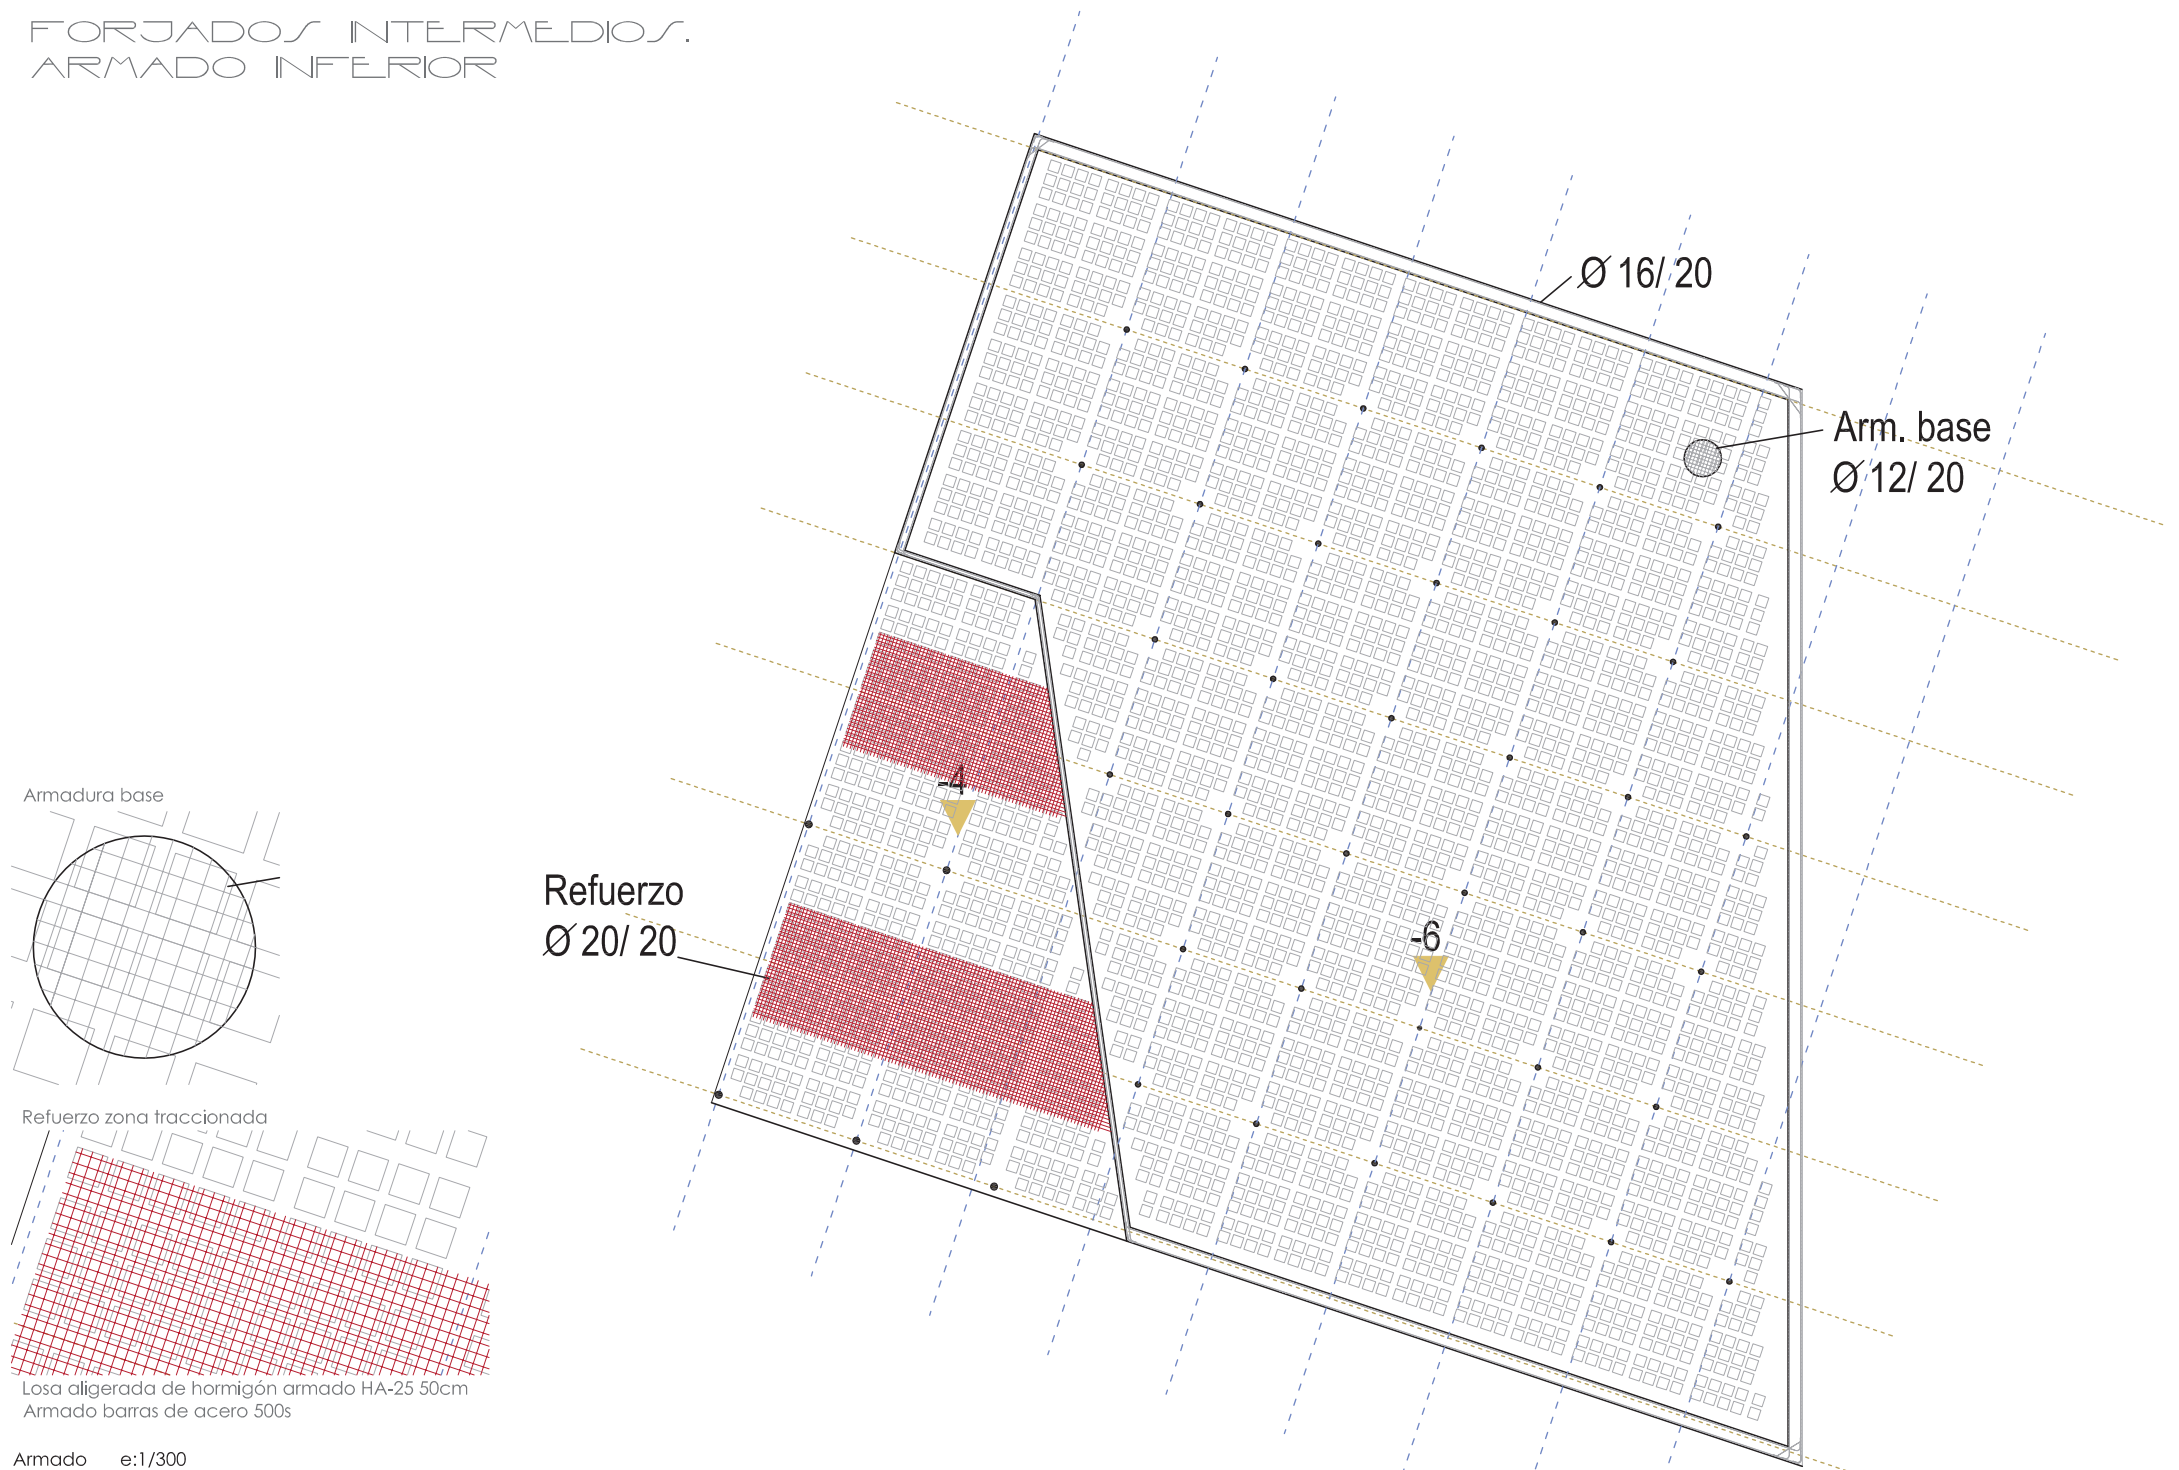 FORJADOS INTERMEDIOS.
ARMADO INFERIOR
Ø 16/ 20
Arm. base
Ø 12/ 20
-4
Refuerzo
Ø 20/ 20
-6
Armadura base
Refuerzo zona traccionada
Losa aligerada de hormigón armado HA-25 50cm
Armado barras de acero 500s
Armado e:1/300